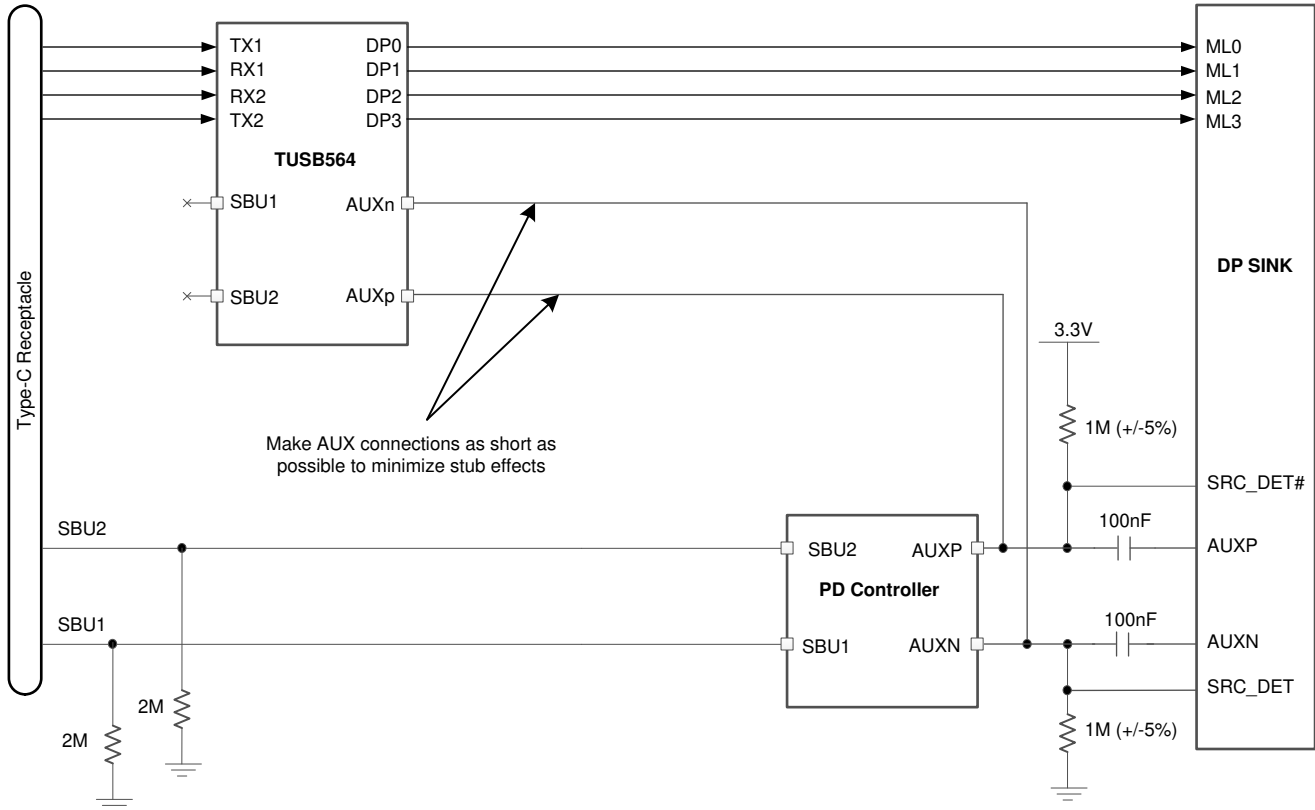 Type-C Receptacle
TX1
RX1
RX2
TX2
DP0
DP1
DP2
DP3
TUSB564
SBU1
SBU2
AUXn
AUXp
ML0
ML1
ML2
ML3
DP SINK
Make AUX connections as short as
possible to minimize stub effects
3.3V
1M (+/-5%)
SRC_DET#
100nF
AUXP
100nF
AUXN
SRC_DET
1M (+/-5%)
SBU2
SBU1
2M
2M
SBU2
AUXP
PD Controller
SBU1
AUXN